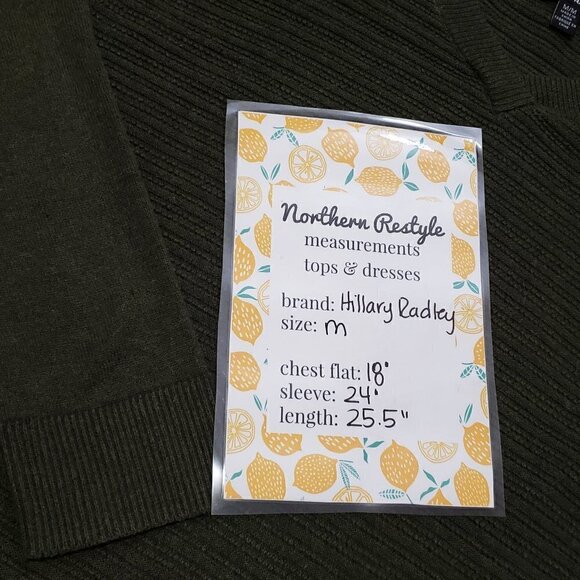 M/M
Northern Restyle
measurements
tops & dresses
brand: Hillary Radley
size: m
chest flat: 18"
sleeve: 24"
length: 25.5"